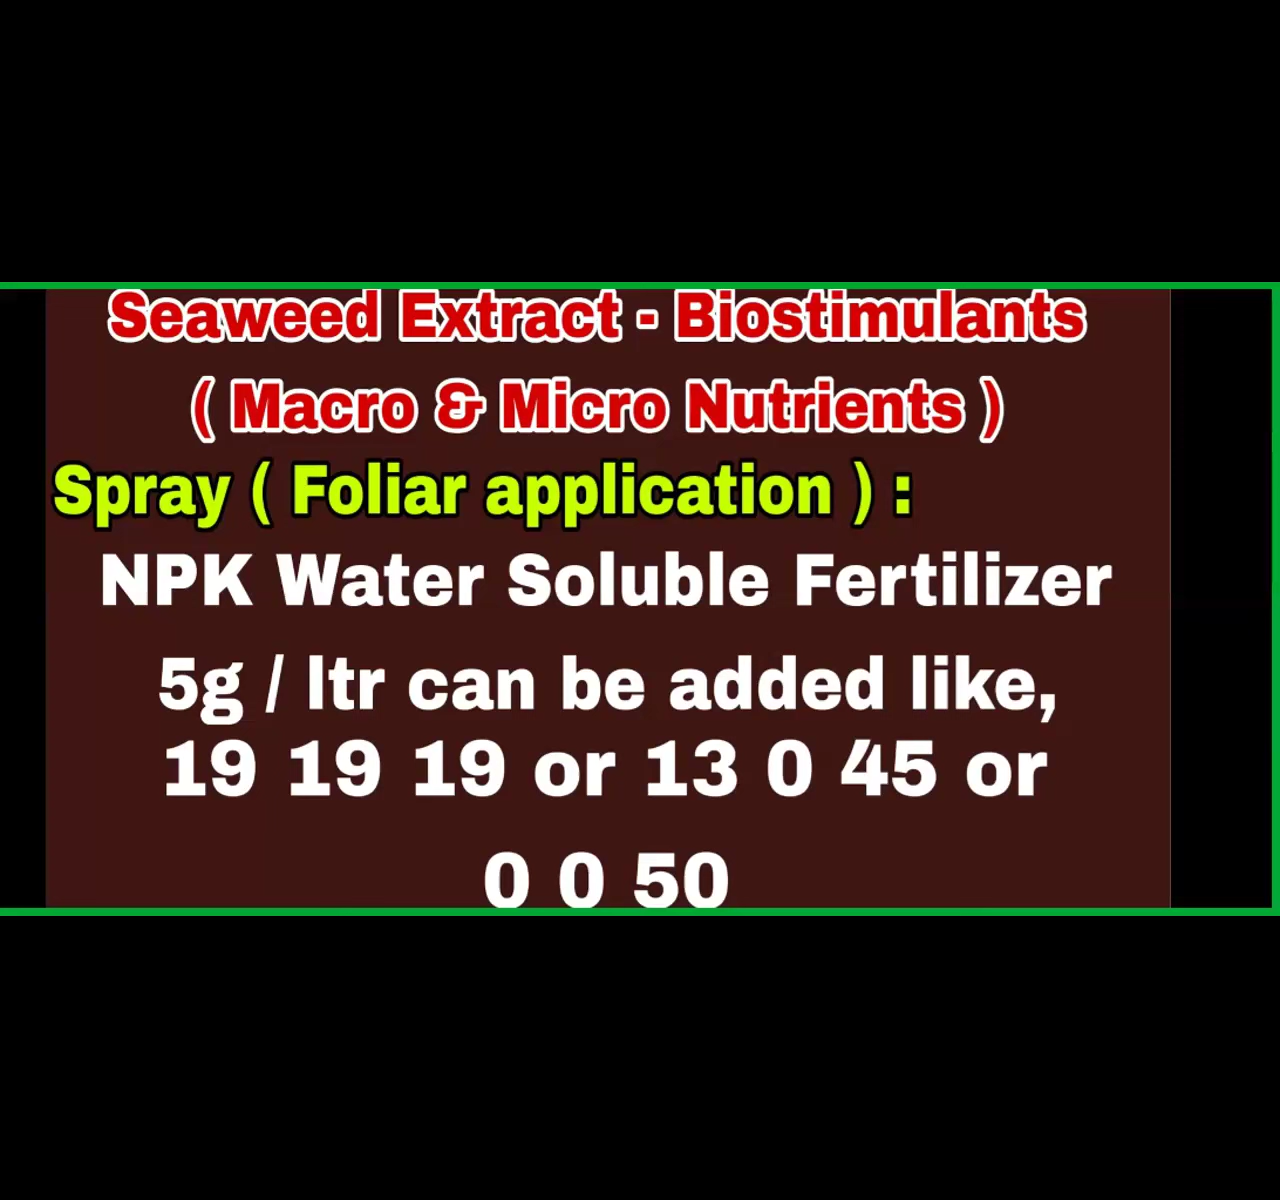 Seaweed Extract - Biostimulants
( Macro & Micro Nutrients )
Spray ( Foliar application ) :
NPK Water Soluble Fertilizer
5g / ltr can be added like,
19 19 19 or 13 0 45 or
0 0 50